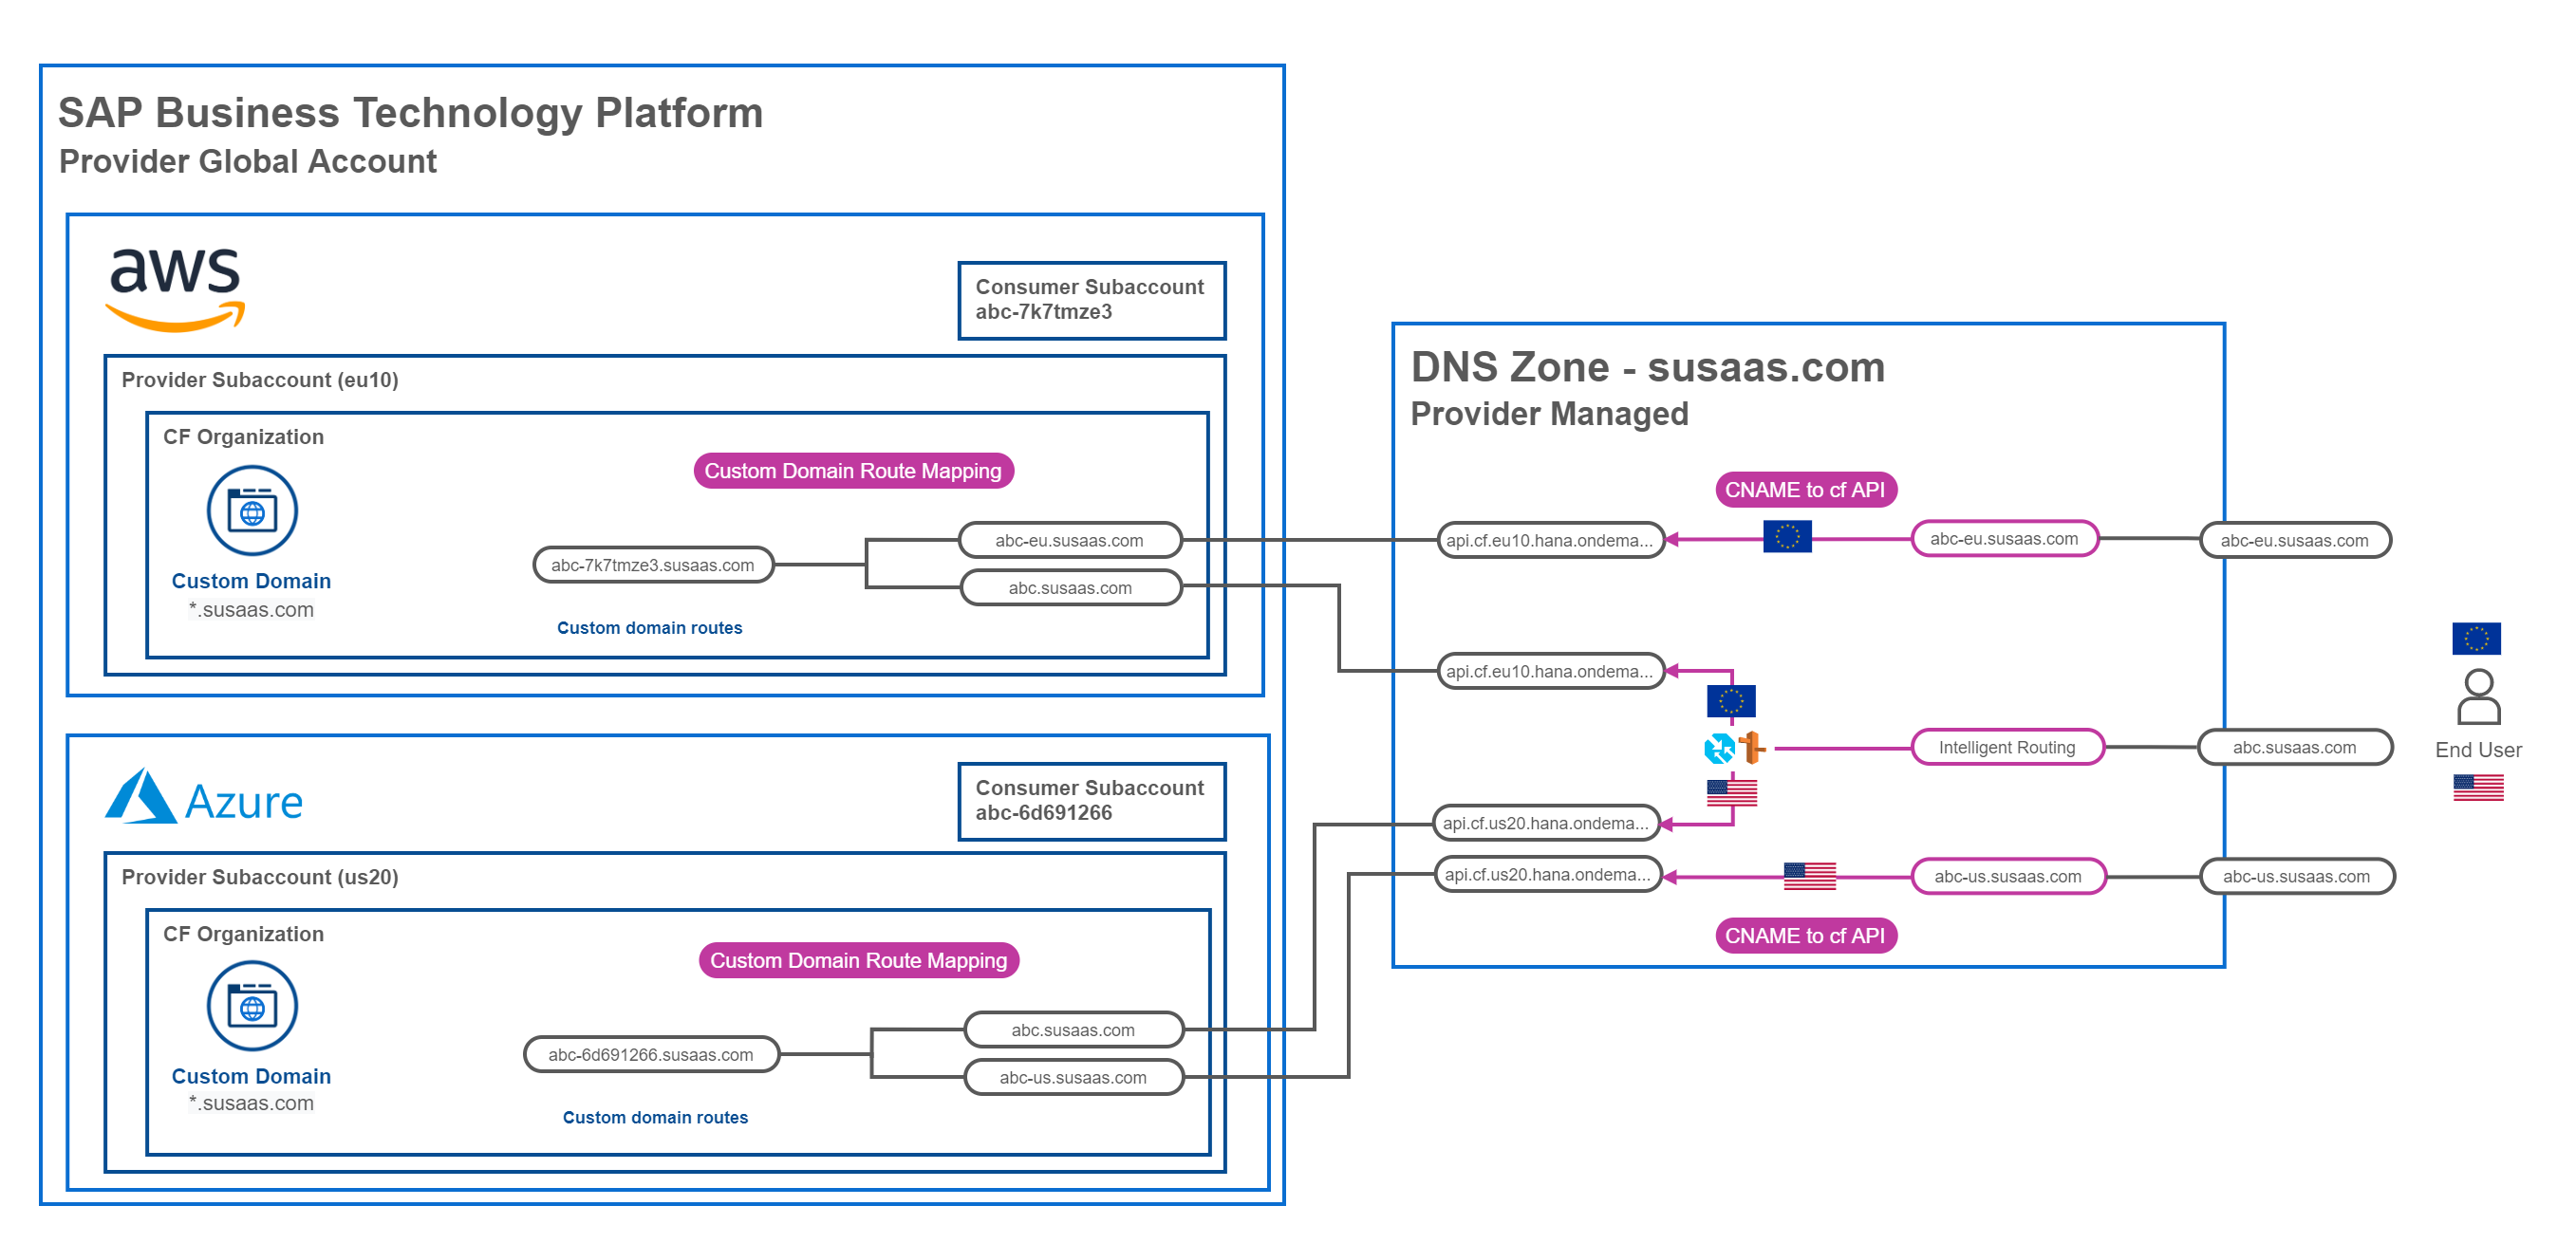 SAP Business Technology Platform
Provider Global Account
aws
Consumer Subaccount
abc-7k7tmze3
Provider Subaccount (eu10)
CF Organization
Custom Domain
*.susaas.com
Custom Domain Route Mapping
abc-7k7tmze3.susaas.com
abc-eu.susaas.com
abc.susaas.com
Custom domain routes
Azure
Consumer Subaccount
abc-6d691266
Provider Subaccount (us20)
CF Organization
Custom Domain
*.susaas.com
Custom Domain Route Mapping
abc-6d691266.susaas.com
abc.susaas.com
abc-us.susaas.com
Custom domain routes
DNS Zone - susaas.com
Provider Managed
CNAME to cf API
api.cf.eu10.hana.ondema...
abc-eu.susaas.com
abc-eu.susaas.com
api.cf.eu10.hana.ondema...
Intelligent Routing
abc.susaas.com
api.cf.us20.hana.ondema...
api.cf.us20.hana.ondema...
abc-us.susaas.com
abc-us.susaas.com
CNAME to cf API
End User